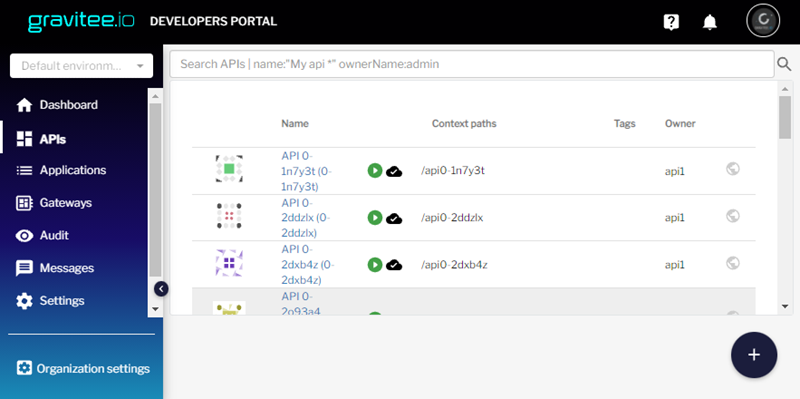 gravitee.io DEVELOPERS PORTAL
Default environm...
Search APIs | name:"My api *" ownerName:admin
Dashboard
APIs
Applications
Gateways
Audit
Messages
Settings
Organization settings
Name Context paths Tags Owner
API 0-
1n7y3t (0-
1n7y3t)
/api0-1n7y3t api1
API 0-
2ddzlx (0-
2ddzlx)
/api0-2ddzlx api1
API 0-
2dxb4z (0-
2dxb4z)
/api0-2dxb4z api1
API 0-
2o93a4